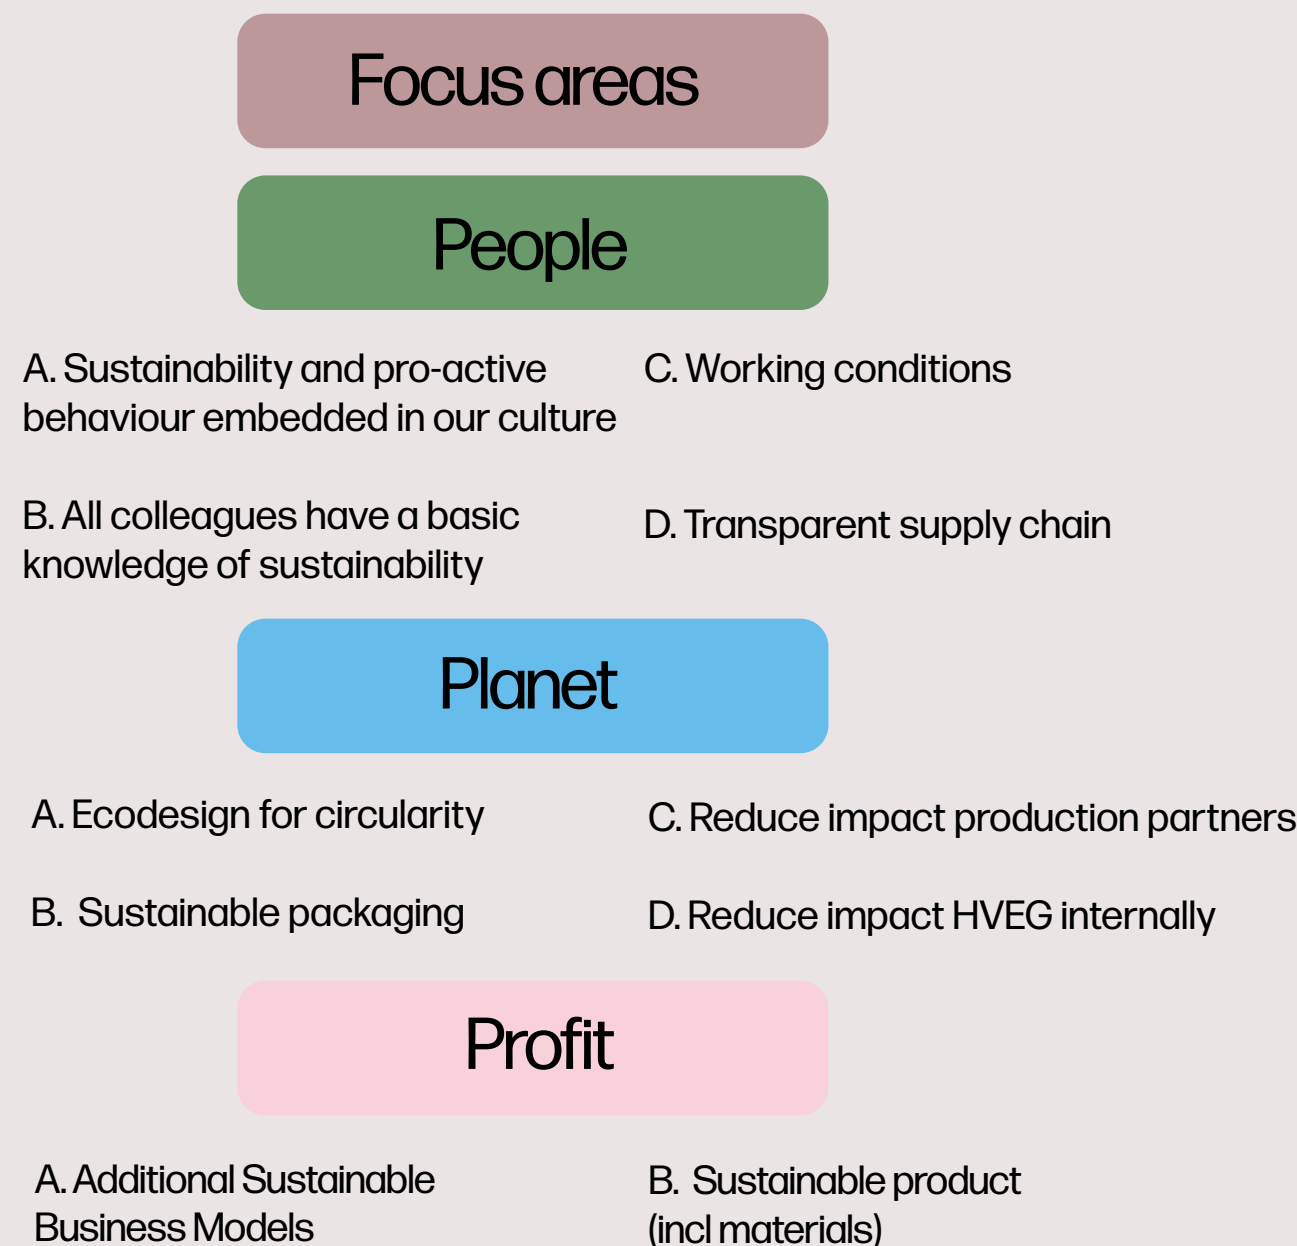 Focus areas
People
A. Sustainability and pro-active
behaviour embedded in our culture
B. All colleagues have a basic
knowledge of sustainability
C. Working conditions
D. Transparent supply chain
Planet
A. Ecodesign for circularity
B. Sustainable packaging
C. Reduce impact production partners
D. Reduce impact HVEG internally
Profit
A. Additional Sustainable
Business Models
B. Sustainable product
(incl materials)